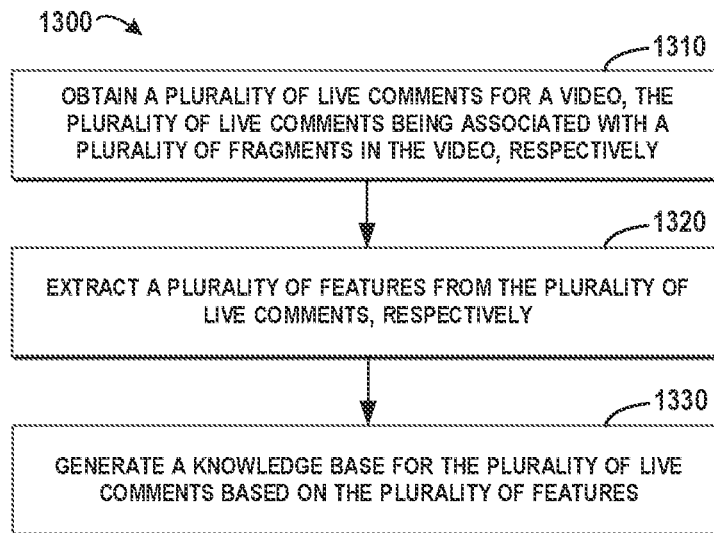 1300
1310
OBTAIN A PLURALITY OF LIVE COMMENTS FOR A VIDEO, THE
PLURALITY OF LIVE COMMENTS BEING ASSOCIATED WITH A
PLURALITY OF FRAGMENTS IN THE VIDEO, RESPECTIVELY
1320
EXTRACT A PLURALITY OF FEATURES FROM THE PLURALITY OF
LIVE COMMENTS, RESPECTIVELY
1330
GENERATE A KNOWLEDGE BASE FOR THE PLURALITY OF LIVE
COMMENTS BASED ON THE PLURALITY OF FEATURES